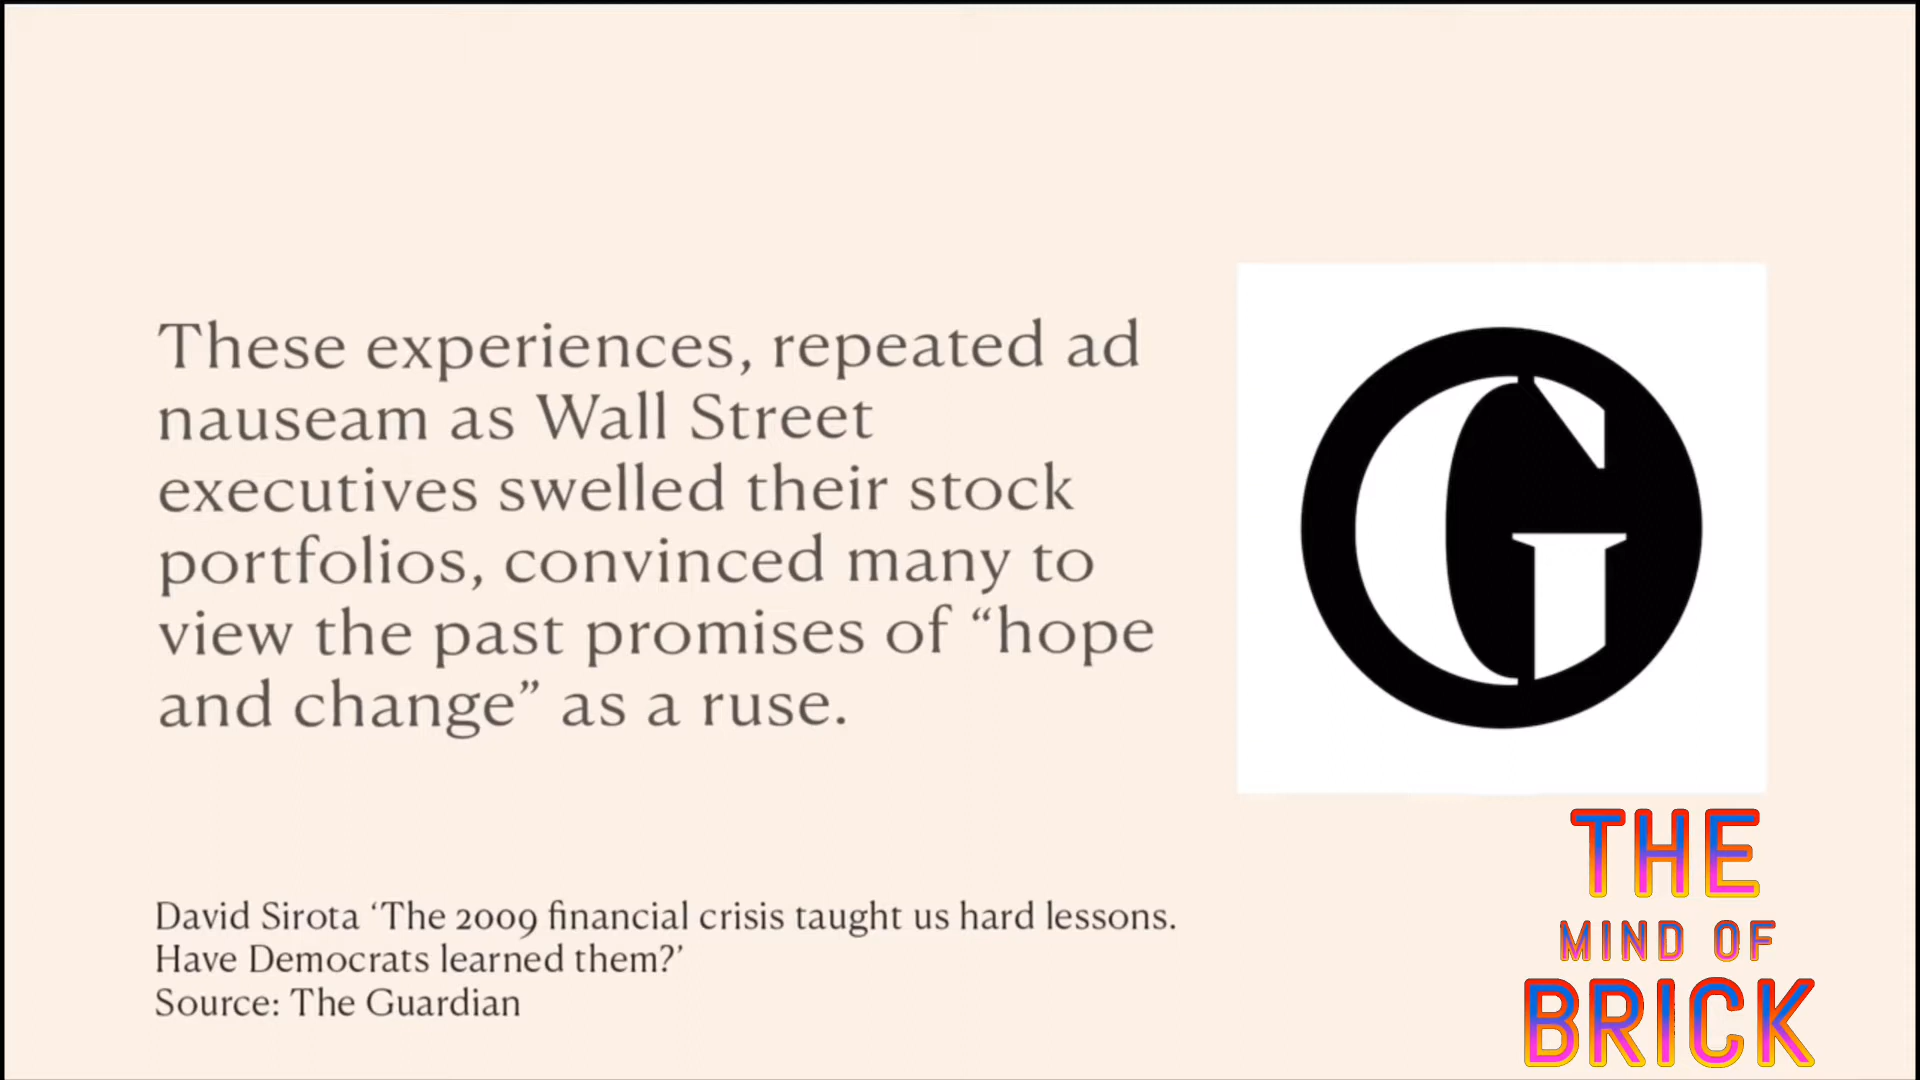 These experiences, repeated ad
nauseam as Wall Street
executives swelled their stock
portfolios, convinced many to
view the past promises of “hope
and change” as a ruse.
G
David Sirota ‘The 2009 financial crisis taught us hard lessons.
Have Democrats learned them?’
Source: The Guardian
THE
MIND OF
BRICK